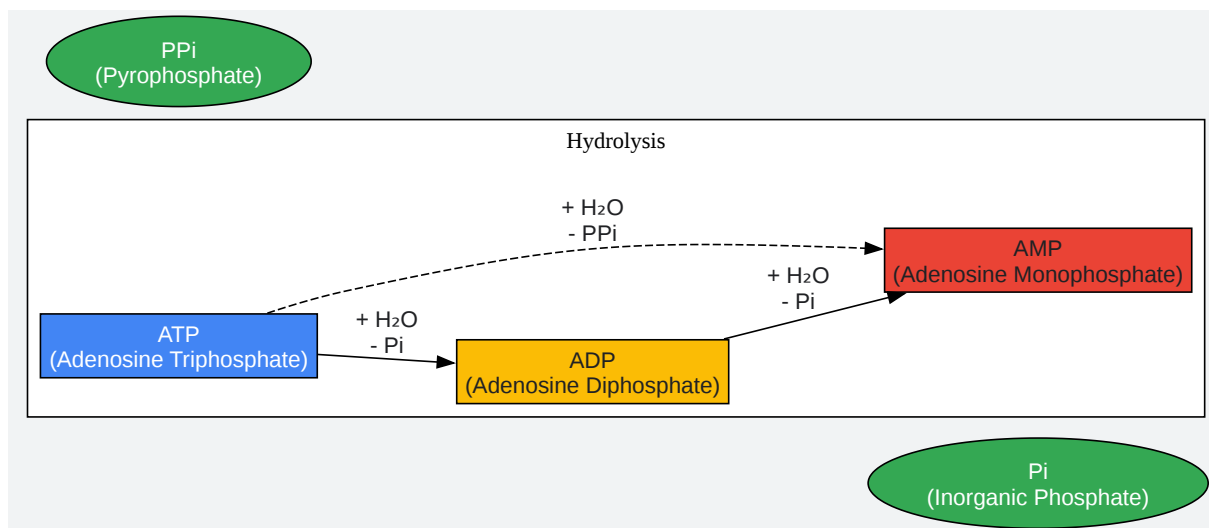 PPi
(Pyrophosphate)
Hydrolysis
+ H₂O
- PPi
AMP
(Adenosine Monophosphate)
+ H₂O
- Pi
ATP
(Adenosine Triphosphate)
+ H₂O
- Pi
ADP
(Adenosine Diphosphate)
Pi
(Inorganic Phosphate)